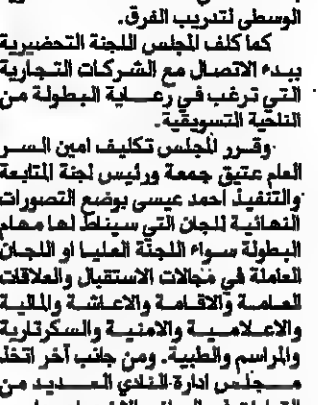 الوسطى لتدريب الفرق.
كما كلف المجلس اللجنة التحضيرية
ببدء الاتصال مع الشركات التجارية
التي ترغب في رعاية البطولة من
الناحية التسويقية.
وقرر المجلس تكليف امين السر
العام عتيق جمعة ورئيس لجنة المتابعة
والتنفيذ احمد عيسى بوضع التصورات
النهائية للجان التي سيناط لها مهام
البطولة سواء اللجنة العليا او اللجان
العاملة في مجالات الاستقبال والعلاقات
العامة والاقامة والاعاشة والمالية
والاعلامية والامنية والسكرتارية
والمراسم والطبية. ومن جانب آخر اتخذ
مجلس ادارة النادي العديد من